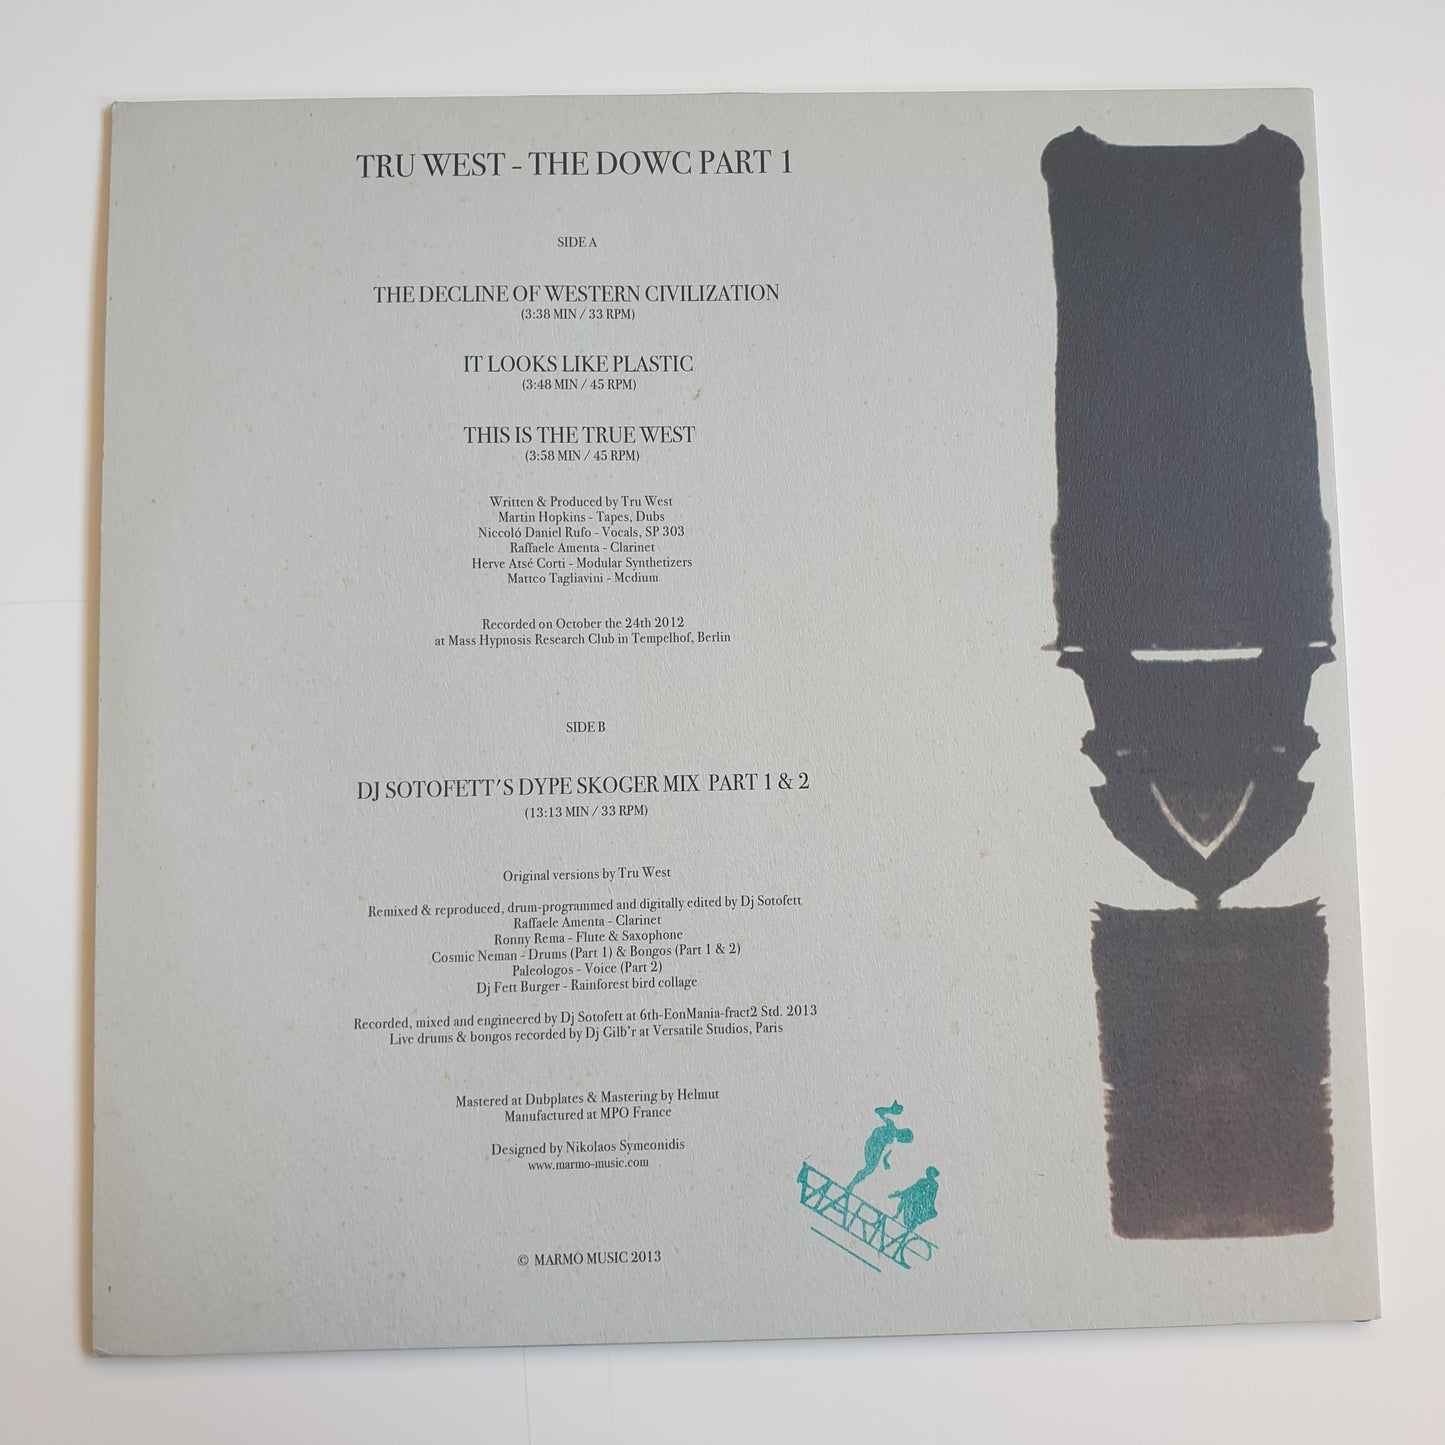 TRU WEST - THE DOWC PART 1
SIDE A
THE DECLINE OF WESTERN CIVILIZATION
(3:38 MIN / 33 RPM)
IT LOOKS LIKE PLASTIC
(3:48 MIN / 45 RPM)
THIS IS THE TRUE WEST
(3:58 MIN / 45 RPM)
Written & Produced by Tru West
Martin Hopkins - Tapes, Dubs
Niccoló Daniel Rufo - Vocals, SP 303
Raffaele Amenta - Clarinet
Herve Atsé Corti - Modular Synthetizers
Matteo Tagliavini - Medium
Recorded on October the 24th 2012
at Mass Hypnosis Research Club in Tempelhof, Berlin
SIDE B
DJ SOTOFETT'S DYPE SKOGER MIX PART 1 & 2
(13:13 MIN / 33 RPM)
Original versions by Tru West
Remixed & reproduced, drum-programmed and digitally edited by Dj Sotofett
Raffaele Amenta - Clarinet
Ronny Rema - Flute & Saxophone
Cosmic Neman - Drums (Part 1) & Bongos (Part 1 & 2)
Paleologos - Voice (Part 2)
Dj Fett Burger - Rainforest bird collage
Recorded, mixed and engineered by Dj Sotofett at 6th-EonMania-fract2 Std. 2013
Live drums & bongos recorded by Dj Gilb'r at Versatile Studios, Paris
Mastered at Dubplates & Mastering by Helmut
Manufactured at MPO France
Designed by Nikolaos Symeonidis
www.marmo-music.com
MARMO
© MARMO MUSIC 2013